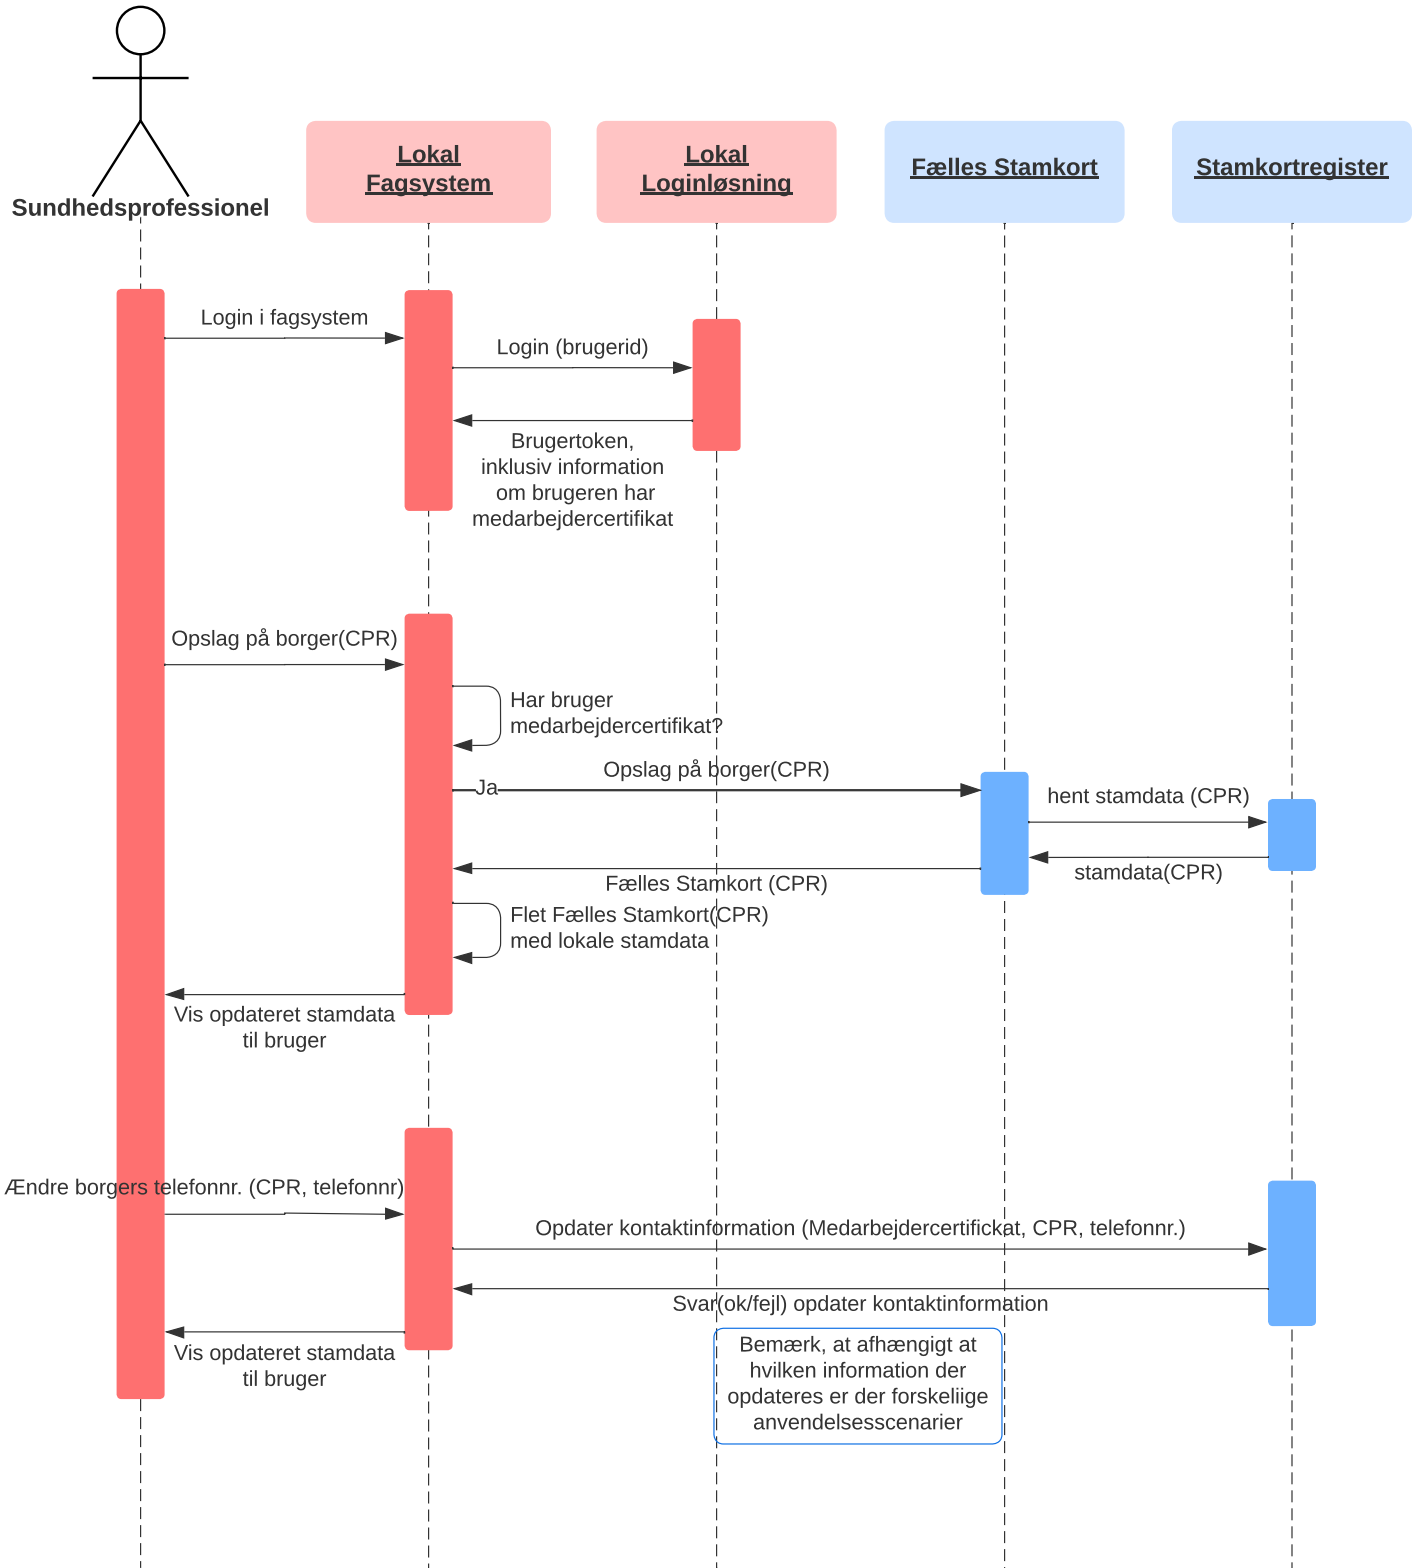 Sundhedsprofessionel
Lokal
Fagsystem
Lokal
Loginløsning
Fælles Stamkort
Stamkortregister
Login i fagsystem
Login (brugerid)
Brugertoken,
inklusiv information
om brugeren har
medarbejdercertifikat
Opslag på borger(CPR)
Har bruger
medarbejdercertifikat?
Opslag på borger(CPR)
Ja
hent stamdata (CPR)
stamdata(CPR)
Fælles Stamkort (CPR)
Flet Fælles Stamkort(CPR)
med lokale stamdata
Vis opdateret stamdata
til bruger
Ændre borgers telefonnr. (CPR, telefonnr)
Opdater kontaktinformation (Medarbejdercertifickat, CPR, telefonnr.)
Svar(ok/fejl) opdater kontaktinformation
Vis opdateret stamdata
til bruger
Bemærk, at afhængigt at
hvilken information der
opdateres er der forskeliige
anvendelsesscenarier